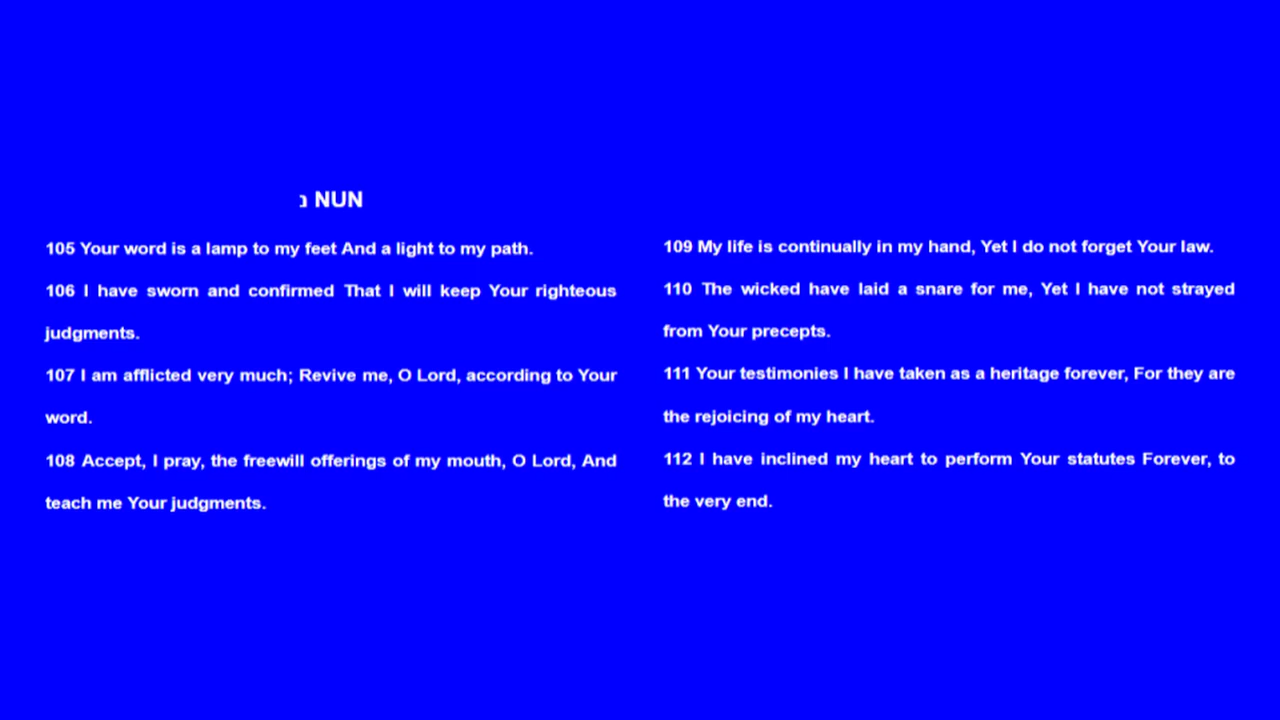 נ NUN
105 Your word is a lamp to my feet And a light to my path.
106 I have sworn and confirmed That I will keep Your righteous
judgments.
107 I am afflicted very much; Revive me, O Lord, according to Your
word.
108 Accept, I pray, the freewill offerings of my mouth, O Lord, And
teach me Your judgments.
109 My life is continually in my hand, Yet I do not forget Your law.
110 The wicked have laid a snare for me, Yet I have not strayed
from Your precepts.
111 Your testimonies I have taken as a heritage forever, For they are
the rejoicing of my heart.
112 I have inclined my heart to perform Your statutes Forever, to
the very end.